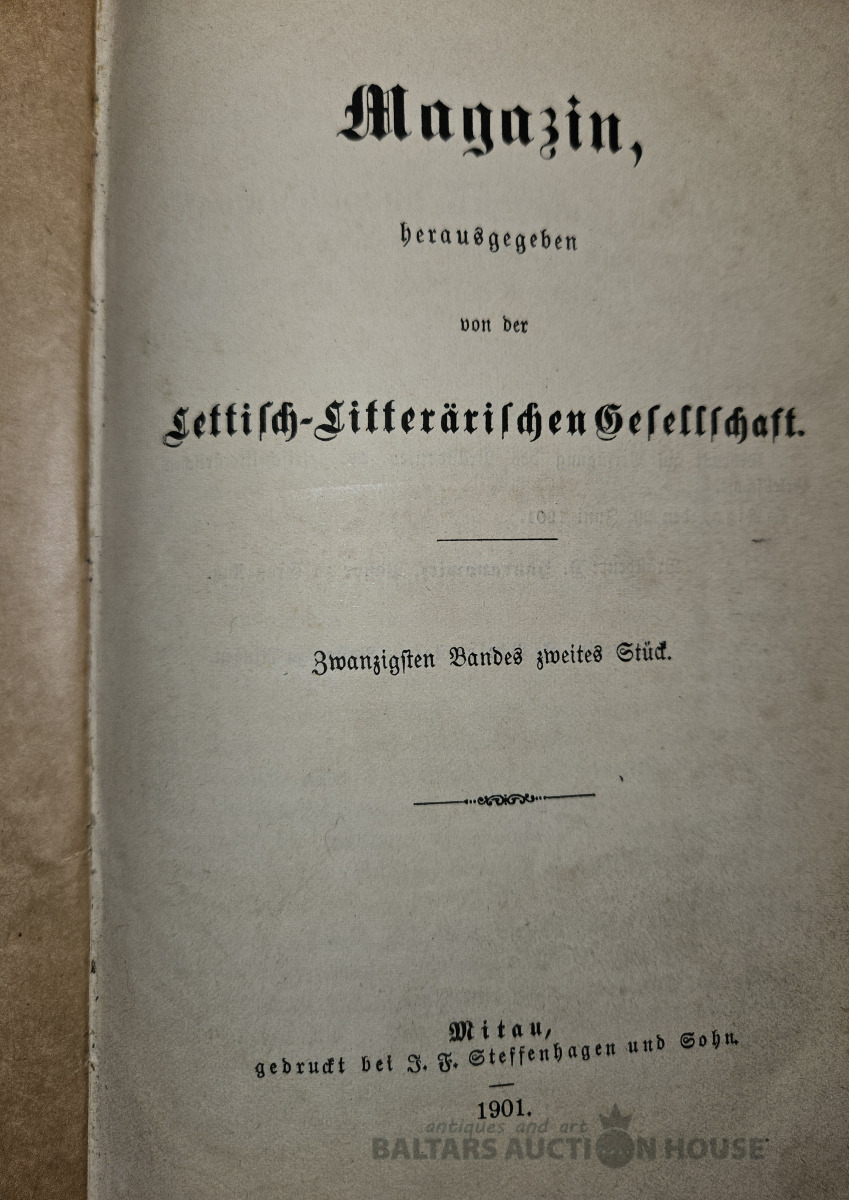 Magazin,
herausgegeben
von der
Lettisch-Litterärischen Gesellschaft.
Zwanzigsten Bandes zweites Stück.
Mitau,
gedruckt bei J. F. Steffenhagen und Sohn.
1901.
antiques and art
BALTARS AUCTION HOUSE